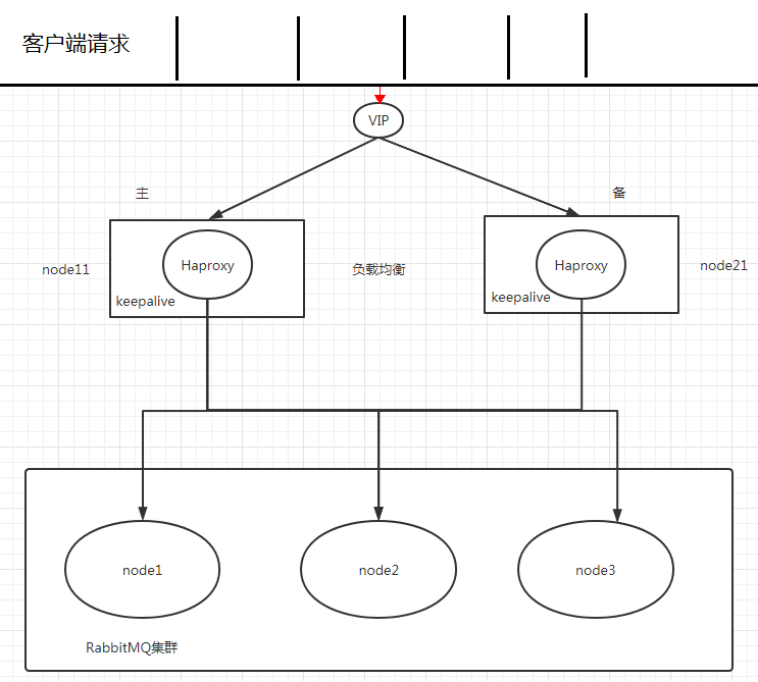 客户端请求
VIP
主
备
node11
Haproxy
keepalive
负载均衡
Haproxy
keepalive
node21
node1
node2
node3
RabbitMQ集群